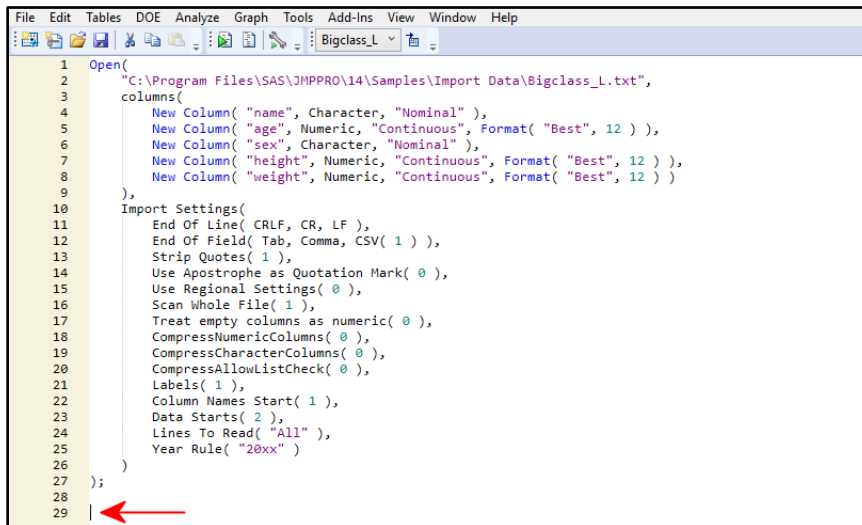 File Edit Tables DOE Analyze Graph Tools Add-Ins View Window Help
Bigclass_L
1 Open(
2 "C:\Program Files\SAS\JMPPRO\14\Samples\Import Data\Bigclass_L.txt",
3 columns(
4 New Column( "name", Character, "Nominal" ),
5 New Column( "age", Numeric, "Continuous", Format( "Best", 12 ) ),
6 New Column( "sex", Character, "Nominal" ),
7 New Column( "height", Numeric, "Continuous", Format( "Best", 12 ) ),
8 New Column( "weight", Numeric, "Continuous", Format( "Best", 12 ) )
9 ),
10 Import Settings(
11 End Of Line( CRLF, CR, LF ),
12 End Of Field( Tab, Comma, CSV( 1 ) ),
13 Strip Quotes( 1 ),
14 Use Apostrophe as Quotation Mark( 0 ),
15 Use Regional Settings( 0 ),
16 Scan Whole File( 1 ),
17 Treat empty columns as numeric( 0 ),
18 CompressNumericColumns( 0 ),
19 CompressCharacterColumns( 0 ),
20 CompressAllowListCheck( 0 ),
21 Labels( 1 ),
22 Column Names Start( 1 ),
23 Data Starts( 2 ),
24 Lines To Read( "All" ),
25 Year Rule( "20xx" )
26 )
27 );
28
29